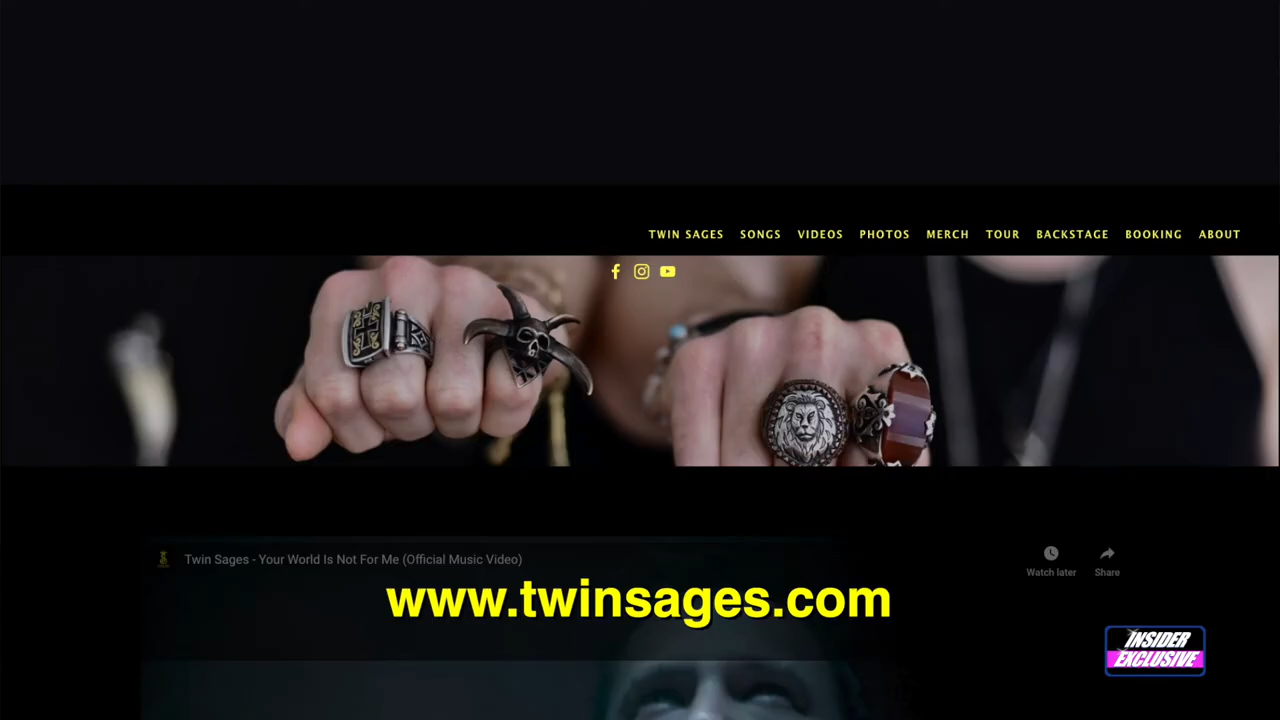 TWIN SAGES SONGS VIDEOS PHOTOS MERCH TOUR BACKSTAGE BOOKING ABOUT
Twin Sages - Your World Is Not For Me (Official Music Video)
Watch later Share
www.twinsages.com
INSIDER
EXCLUSIVE